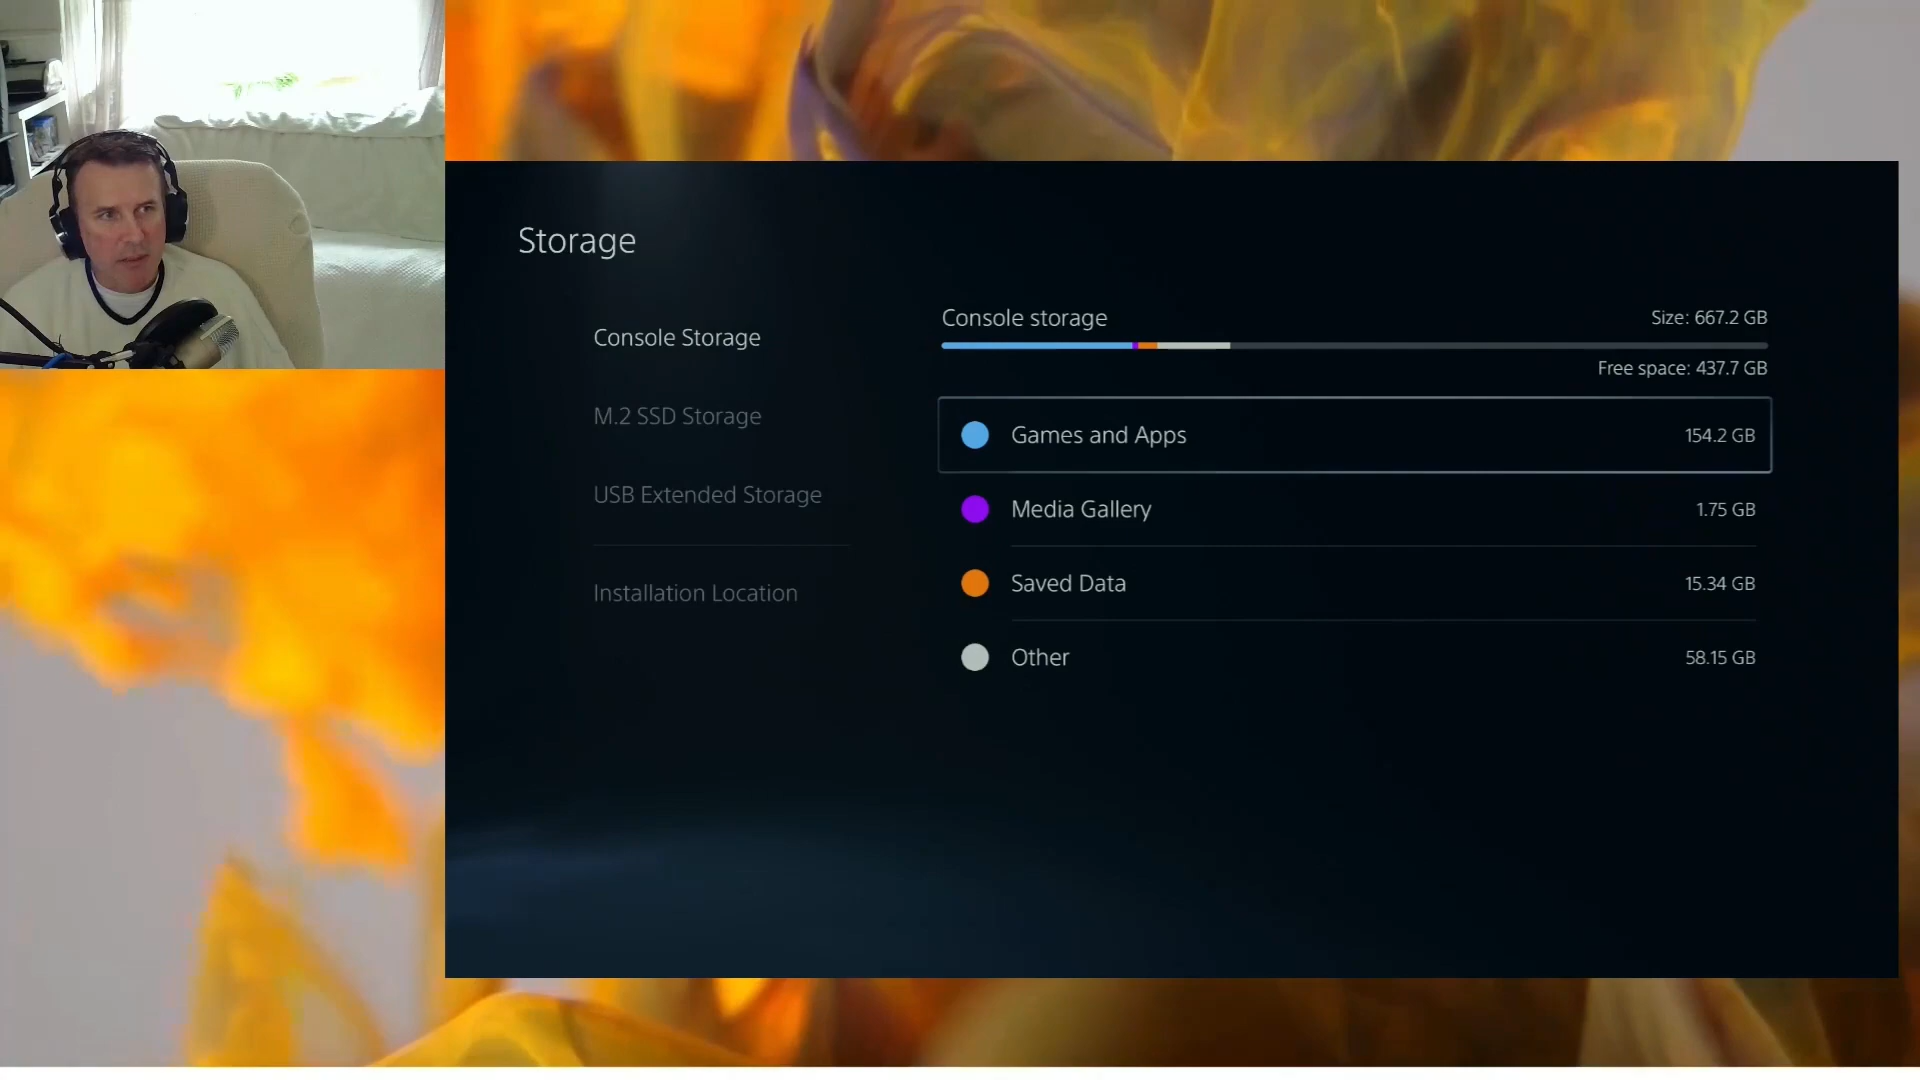 Storage
Console Storage
M.2 SSD Storage
USB Extended Storage
Installation Location
Console storage
Size: 667.2 GB
Free space: 437.7 GB
Games and Apps 154.2 GB
Media Gallery 1.75 GB
Saved Data 15.34 GB
Other 58.15 GB